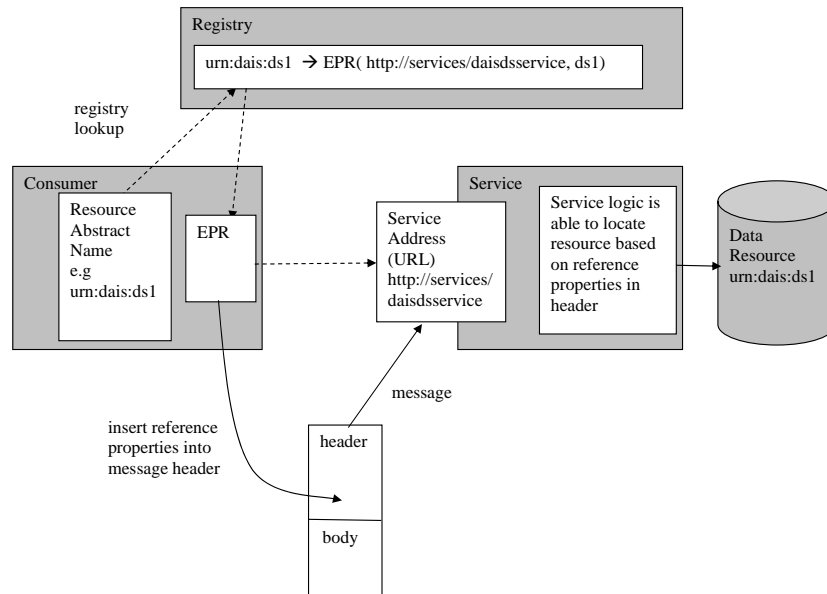 Registry
urn:dais:ds1 → EPR( http://services/daisdsservice, ds1)
registry
lookup
Consumer
Resource
Abstract
Name
e.g
urn:dais:ds1
EPR
Service
Address
(URL)
http://services/
daisdsservice
Service
Service logic is
able to locate
resource based
on reference
properties in
header
Data
Resource
urn:dais:ds1
message
insert reference
properties into
message header
header
body